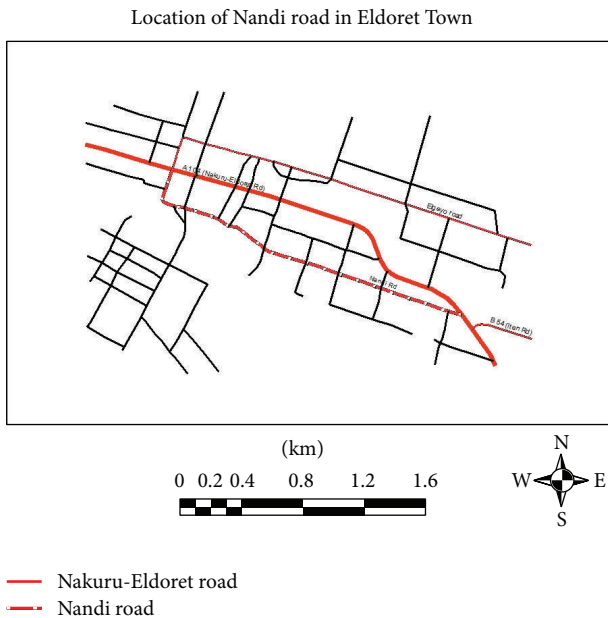 Location of Nandi road in Eldoret Town
A 104 (Nakuru-Eldoret Rd)
Elgeyo road
Nandi Rd
B 54 (Iten Rd)
(km)
0 0.2 0.4 0.8 1.2 1.6
N
W E
S
Nakuru-Eldoret road
Nandi road